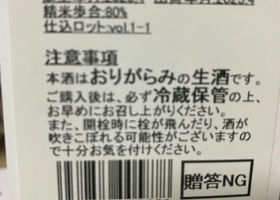 精米歩合:80%
仕込ロット:vol.1-1
注意事項
本酒はおりがらみの生酒です。
ご購入後は、必ず冷蔵保管の上、
お早めにお召し上がりください。
また、開栓時に栓が飛んだり、酒が
吹きこぼれる可能性がございますの
で十分お気を付けください。
贈答NG